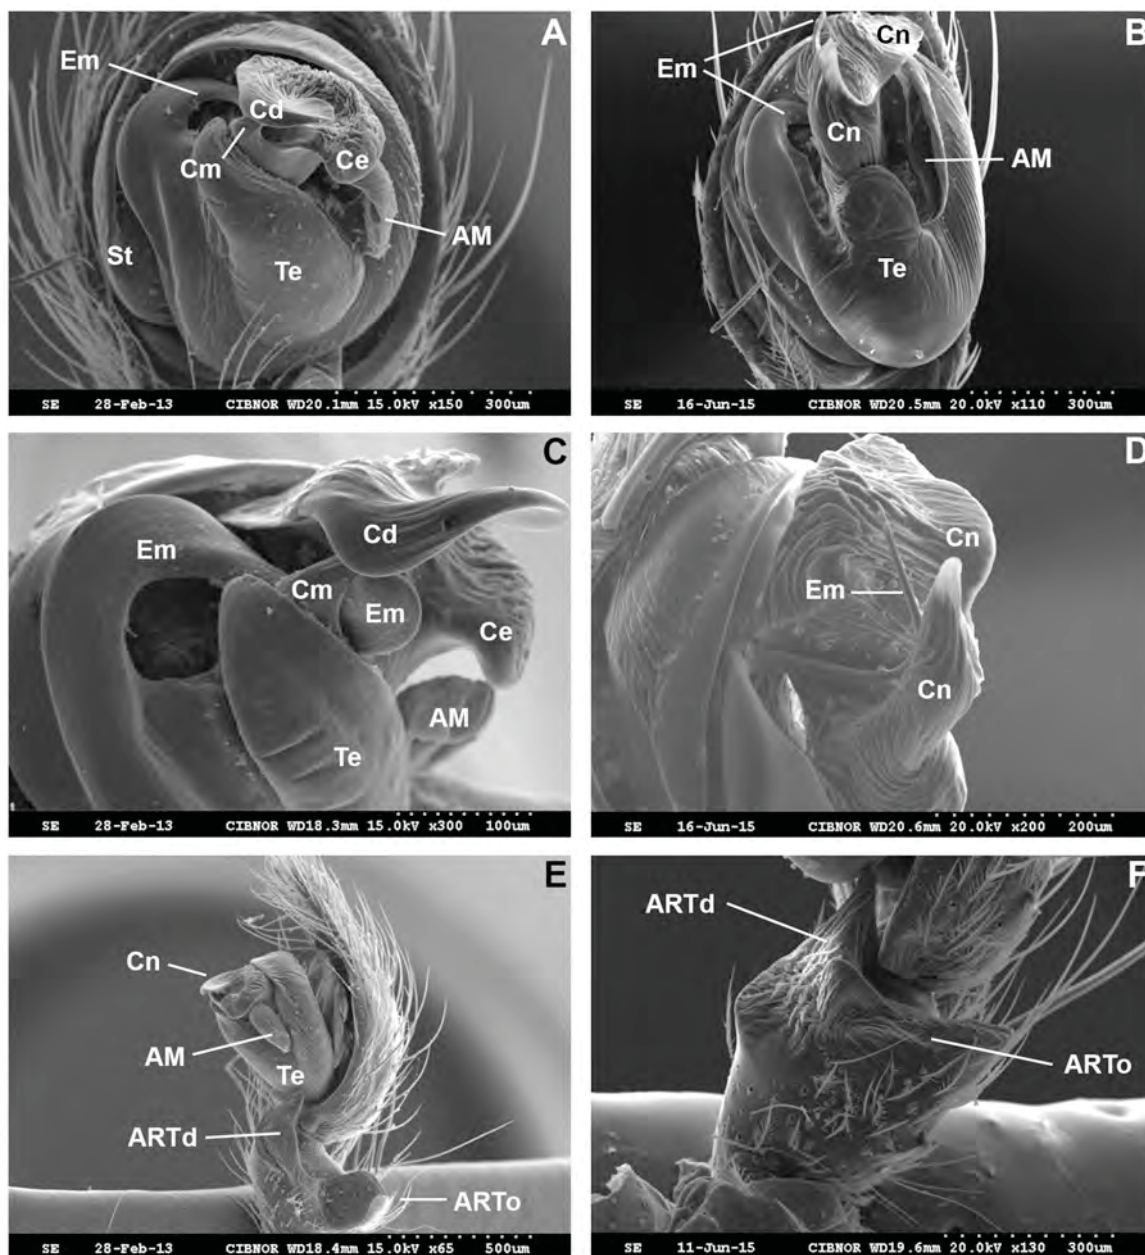 A
Em
Cd
Cm
Ce
AM
St
Te
SE 28-Feb-13 CIBNOR WD20.1mm 15.0kV x150 300um
B
Cn
Em
Cn
AM
Te
SE 16-Jun-15 CIBNOR WD20.5mm 20.0kV x110 300um
C
Em
Cd
Cm
Em
Ce
AM
Te
SE 28-Feb-13 CIBNOR WD18.3mm 15.0kV x300 100um
D
Cn
Em
Cn
SE 16-Jun-15 CIBNOR WD20.6mm 20.0kV x200 200um
E
Cn
AM
Te
ARTd
ARTo
SE 28-Feb-13 CIBNOR WD18.4mm 15.0kV x65 500um
F
ARTd
ARTo
SE 11-Jun-15 CIBNOR WD19.6mm 20.0kV x130 300um